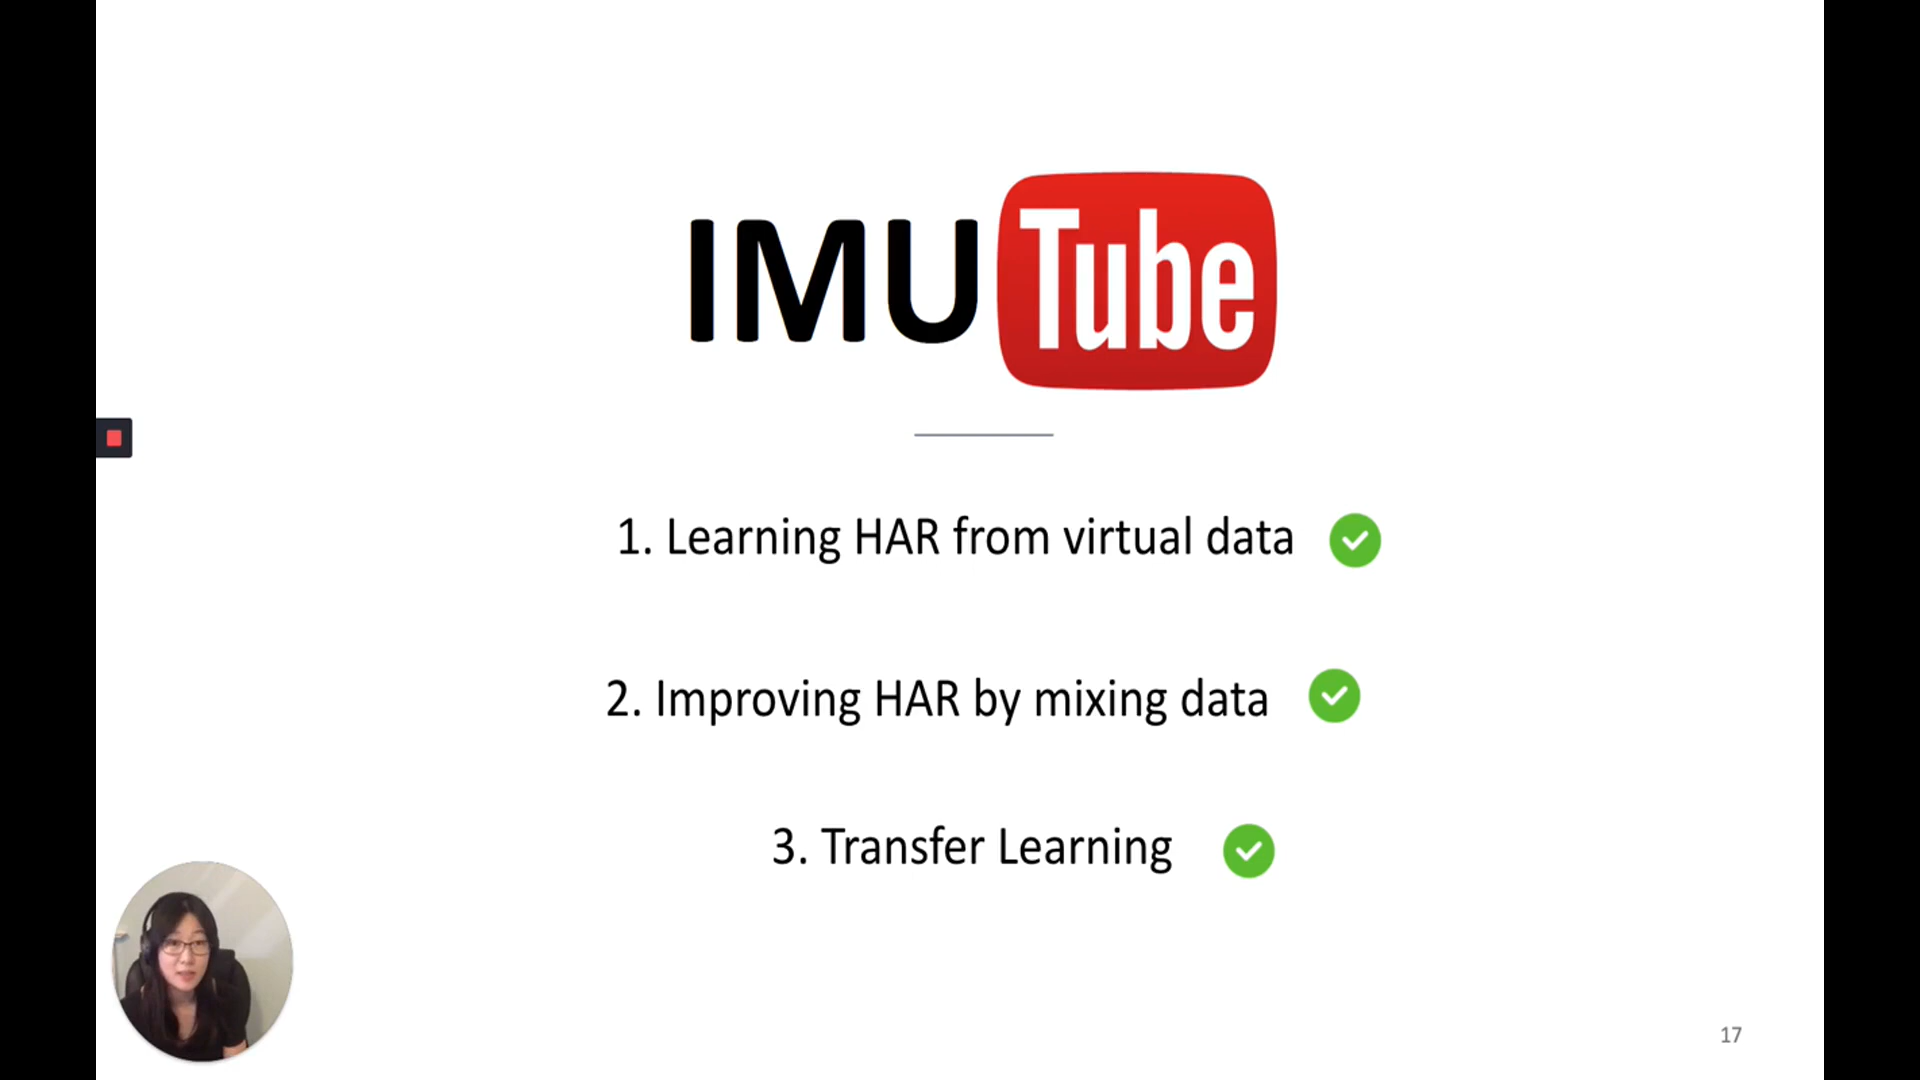 IMU Tube
1. Learning HAR from virtual data
2. Improving HAR by mixing data
3. Transfer Learning
17